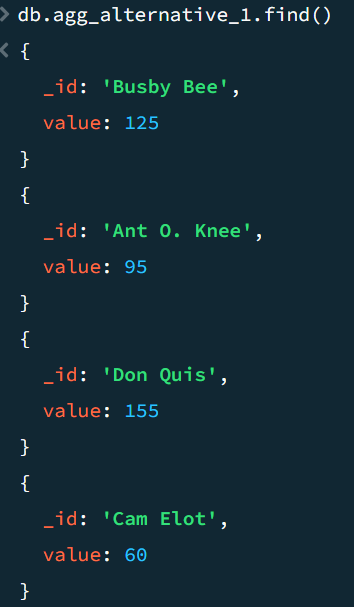 > db.agg_alternative_1.find()
< {
_id: 'Busby Bee',
value: 125
}
{
_id: 'Ant O. Knee',
value: 95
}
{
_id: 'Don Quis',
value: 155
}
{
_id: 'Cam Elot',
value: 60
}